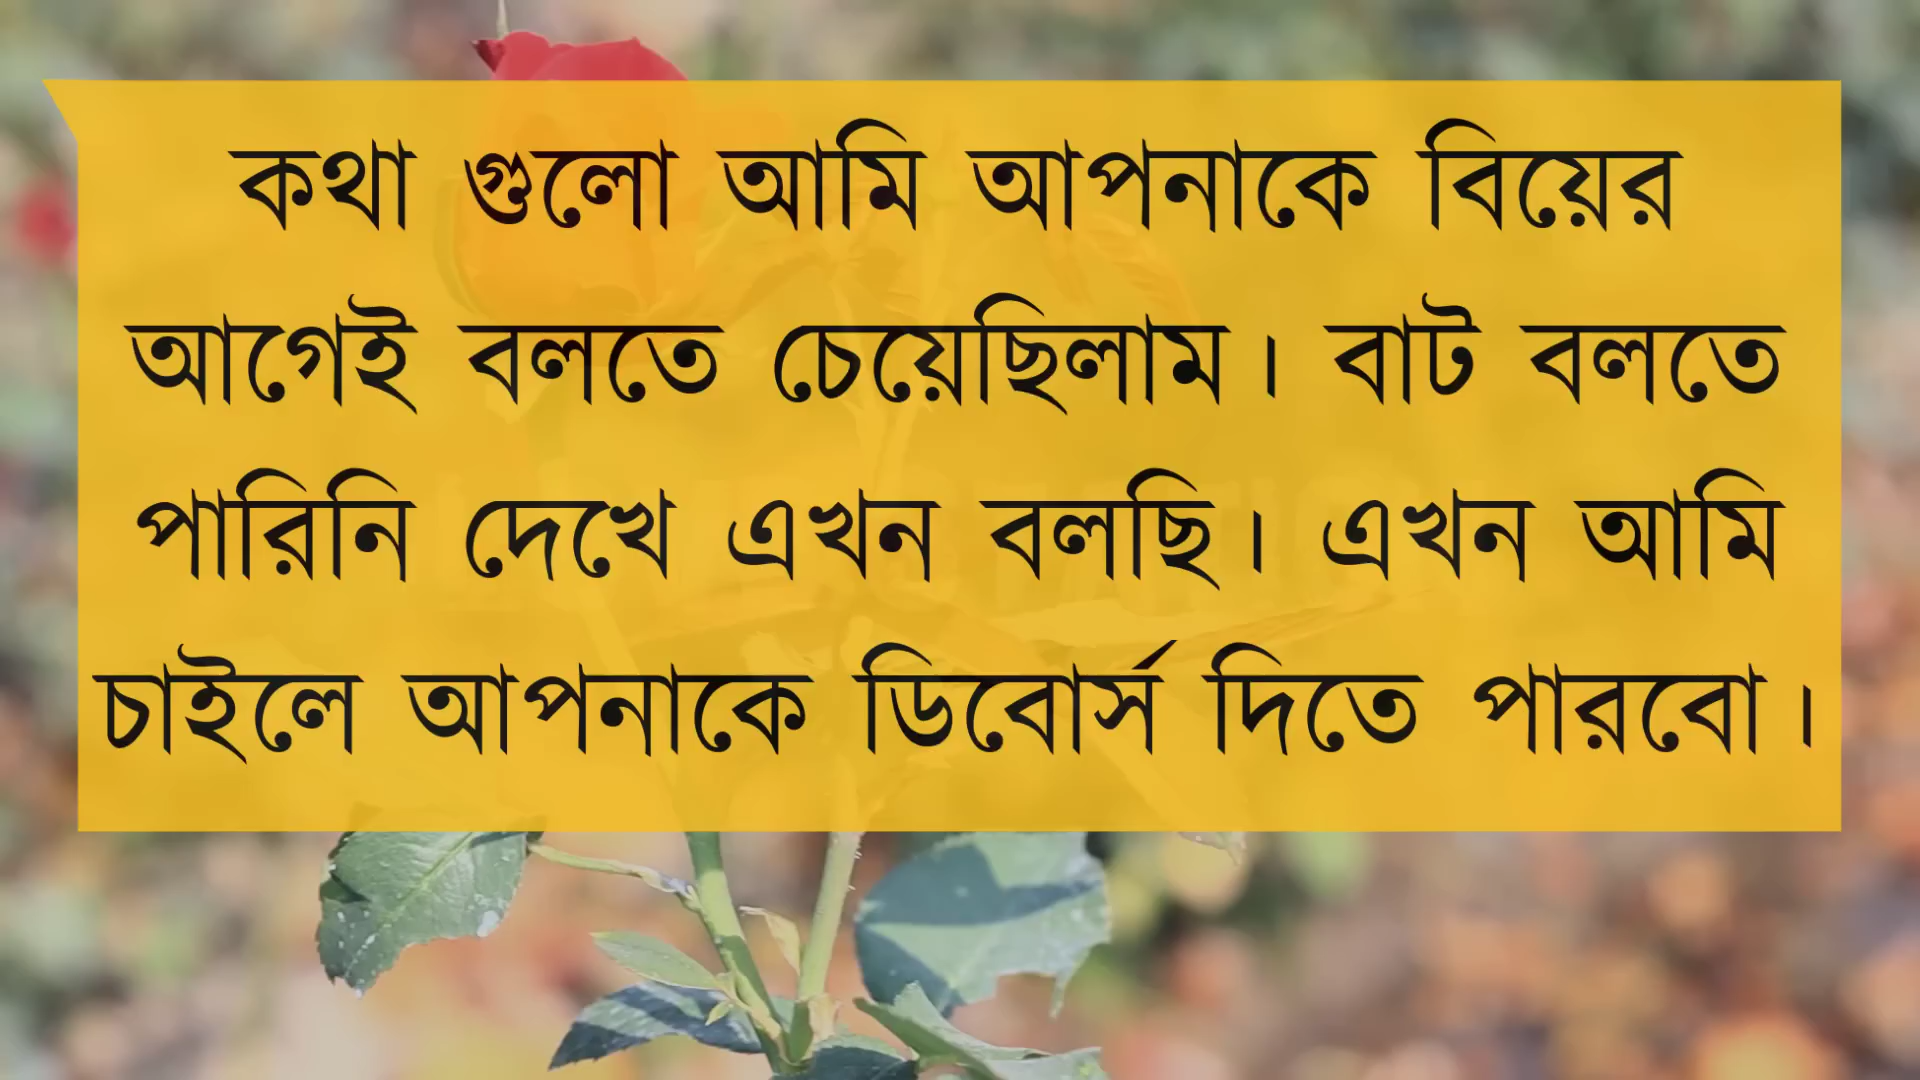 কথা গুলো আমি আপনাকে বিয়ের
আগেই বলতে চেয়েছিলাম। বাট বলতে
পারিনি দেখে এখন বলছি। এখন আমি
চাইলে আপনাকে ডিবোর্স দিতে পারবো।